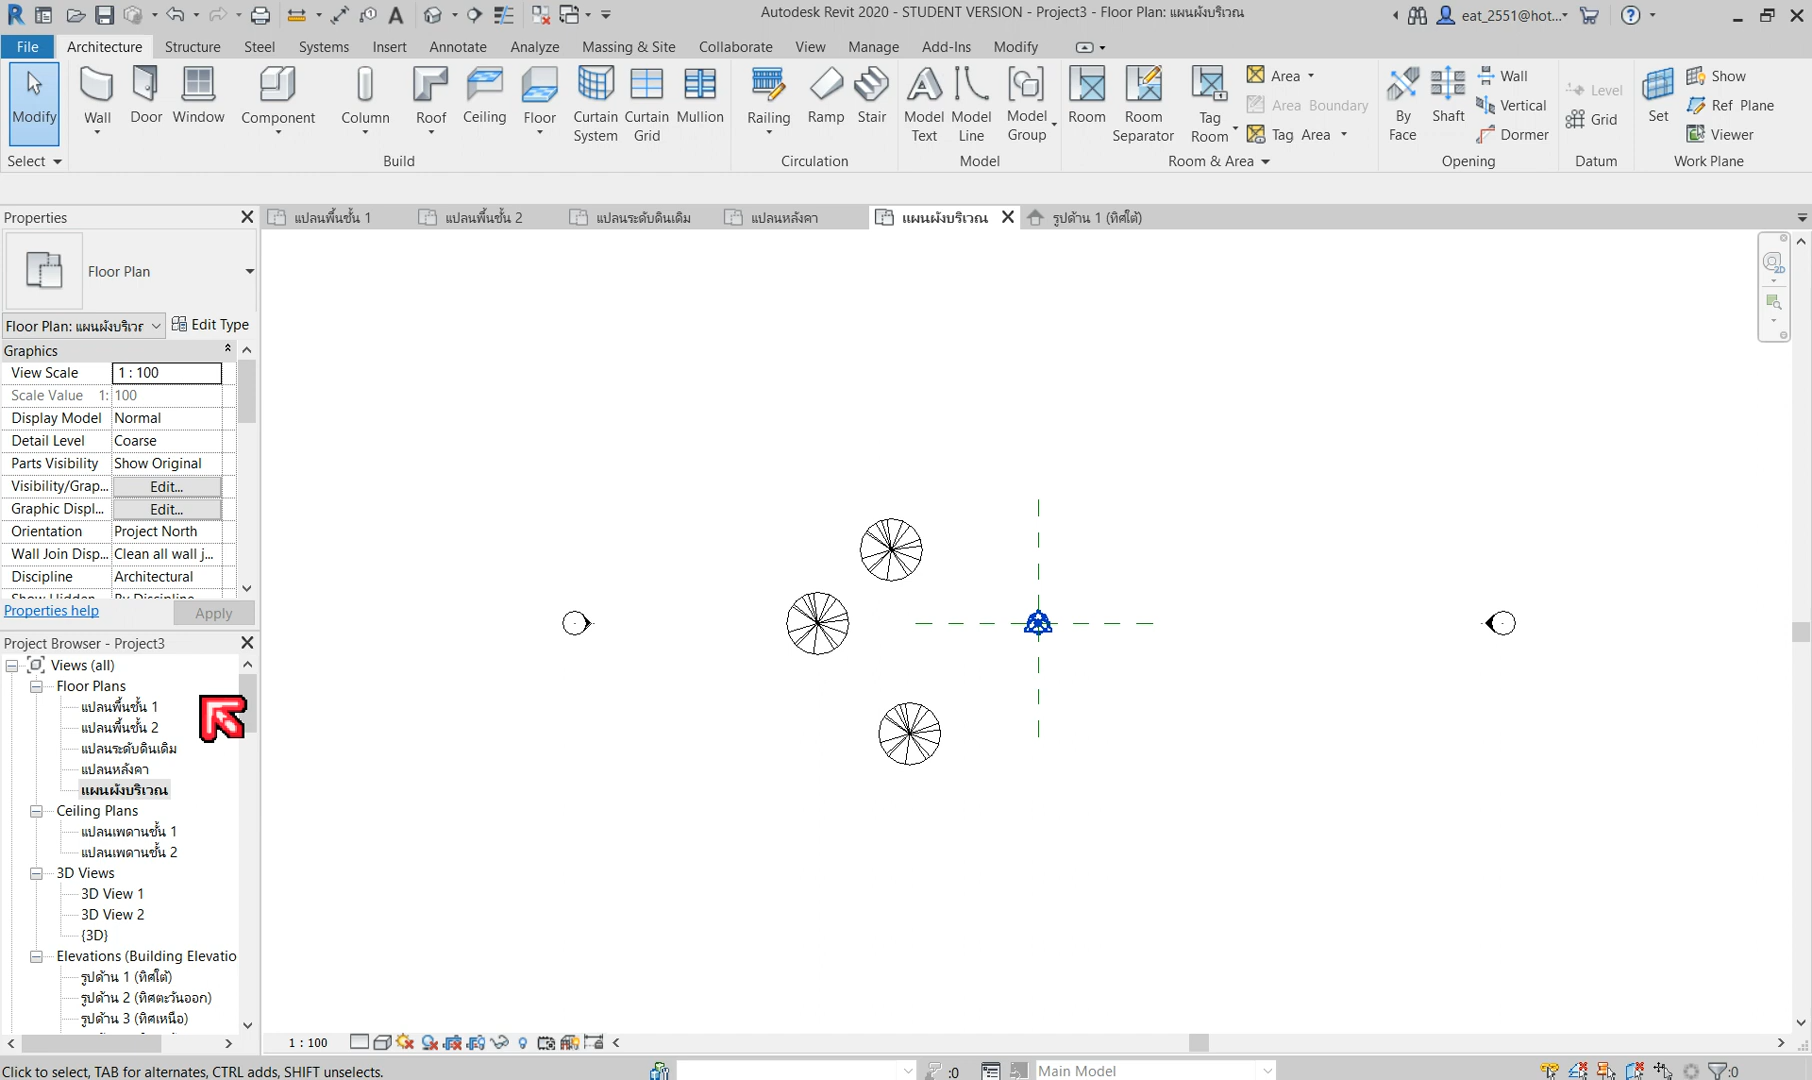 Autodesk Revit 2020 - STUDENT VERSION - Project3 - Floor Plan: แผนผังบริเวณ
eat_2551@hot...
File Architecture Structure Steel Systems Insert Annotate Analyze Massing & Site Collaborate View Manage Add-Ins Modify
Modify
Wall
Door
Window
Component
Column
Roof
Ceiling
Floor
Curtain System
Curtain Grid
Mullion
Railing
Ramp
Stair
Model Text
Model Line
Model Group
Room
Room Separator
Tag Room
Area
Area Boundary
Tag Area
By Face
Shaft
Wall
Vertical
Dormer
Level
Grid
Set
Show
Ref Plane
Viewer
Select Build Circulation Model Room & Area Opening Datum Work Plane
Properties
แปลนพื้นชั้น 1 แปลนพื้นชั้น 2 แปลนระดับดินเดิม แปลนหลังคา แผนผังบริเวณ รูปด้าน 1 (ทิศใต้)
Floor Plan
Floor Plan: แผนผังบริเวณ Edit Type
Graphics
View Scale 1 : 100
Scale Value 1: 100
Display Model Normal
Detail Level Coarse
Parts Visibility Show Original
Visibility/Grap... Edit...
Graphic Displ... Edit...
Orientation Project North
Wall Join Disp... Clean all wall j...
Discipline Architectural
Show Hidden By Discipline
Properties help Apply
Project Browser - Project3
Views (all)
Floor Plans
แปลนพื้นชั้น 1
แปลนพื้นชั้น 2
แปลนระดับดินเดิม
แปลนหลังคา
แผนผังบริเวณ
Ceiling Plans
แปลนเพดานชั้น 1
แปลนเพดานชั้น 2
3D Views
3D View 1
3D View 2
{3D}
Elevations (Building Elevatio
รูปด้าน 1 (ทิศใต้)
รูปด้าน 2 (ทิศตะวันออก)
รูปด้าน 3 (ทิศเหนือ)
1 : 100
Click to select, TAB for alternates, CTRL adds, SHIFT unselects. :0 Main Model :0